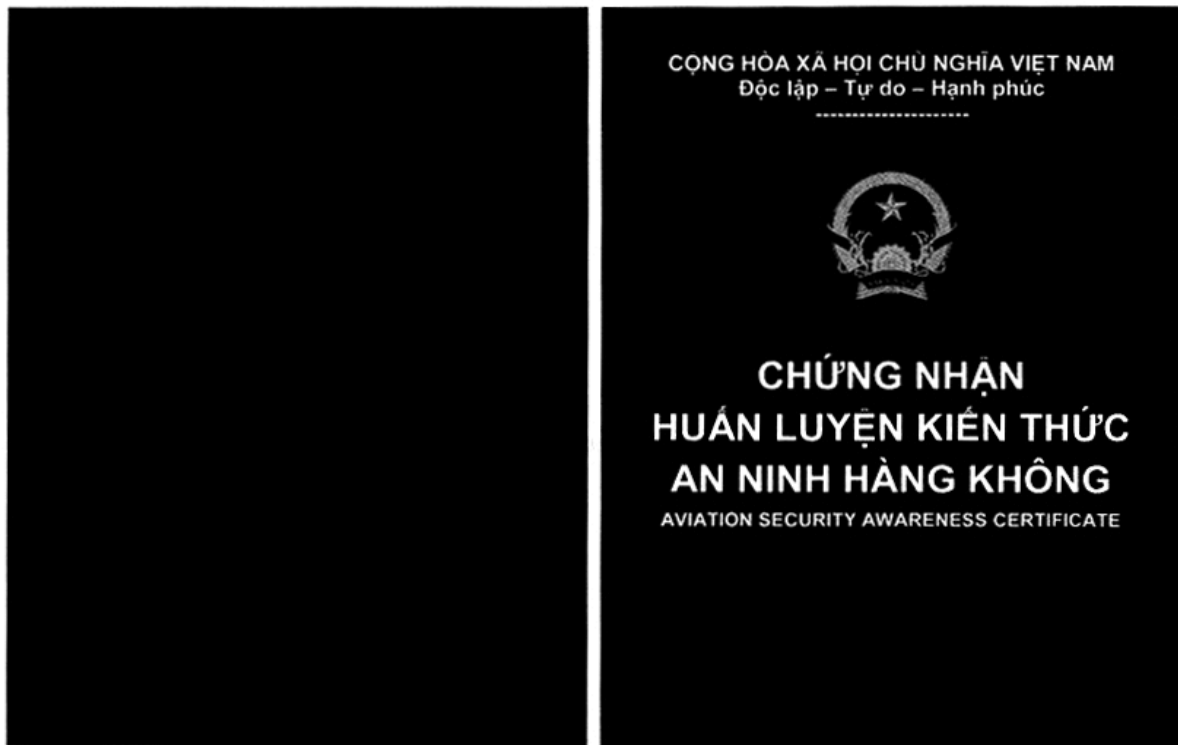 CỘNG HÒA XÃ HỘI CHỦ NGHĨA VIỆT NAM
Độc lập – Tự do – Hạnh phúc
---------------------
CHỨNG NHẬN
HUẤN LUYỆN KIẾN THỨC
AN NINH HÀNG KHÔNG
AVIATION SECURITY AWARENESS CERTIFICATE